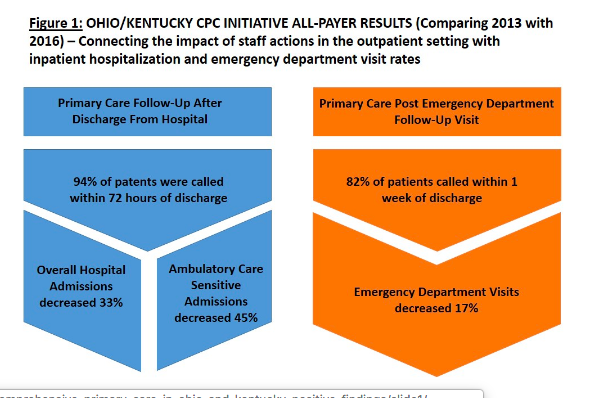 Figure 1: OHIO/KENTUCKY CPC INITIATIVE ALL-PAYER RESULTS (Comparing 2013 with
2016) – Connecting the impact of staff actions in the outpatient setting with
inpatient hospitalization and emergency department visit rates
Primary Care Follow-Up After
Discharge From Hospital
94% of patents were called
within 72 hours of discharge
Overall Hospital
Admissions
decreased 33%
Ambulatory Care
Sensitive
Admissions
decreased 45%
Primary Care Post Emergency Department
Follow-Up Visit
82% of patients called within 1
week of discharge
Emergency Department Visits
decreased 17%